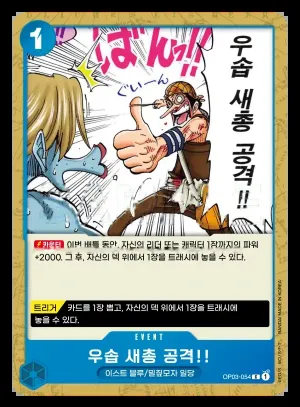 1
ばんっ!!
ぐいーん
우솝 새총 공격!!
카운터 이번 배틀 동안, 자신의 리더 또는 캐릭터 1장까지의 파워
+2000. 그 후, 자신의 덱 위에서 1장을 트래시에
놓을 수 있다.
트리거 카드를 1장 뽑고, 자신의 덱 위에서 1장을 트래시에
놓을 수 있다.
EVENT
우솝 새총 공격!!
이스트 블루/밀짚모자 일당
OP03-054
1